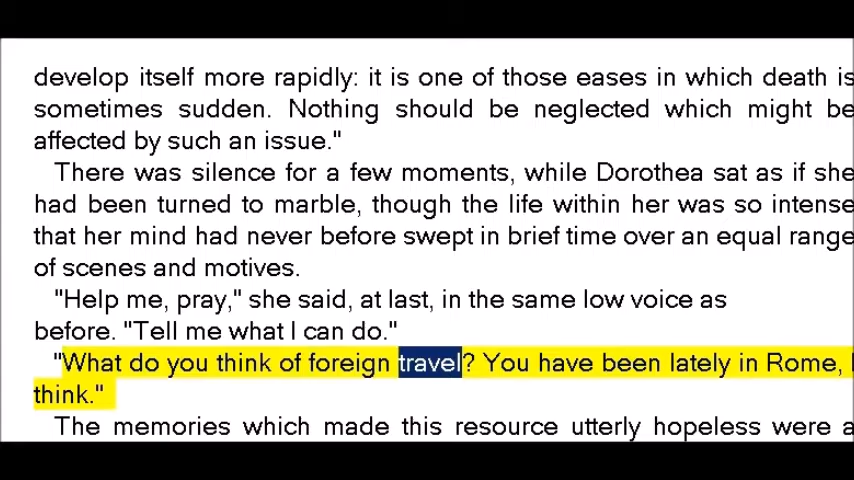 develop itself more rapidly: it is one of those eases in which death is
sometimes sudden. Nothing should be neglected which might be
affected by such an issue."
There was silence for a few moments, while Dorothea sat as if she
had been turned to marble, though the life within her was so intense
that her mind had never before swept in brief time over an equal range
of scenes and motives.
"Help me, pray," she said, at last, in the same low voice as
before. "Tell me what I can do."
"What do you think of foreign travel? You have been lately in Rome, I
think."
The memories which made this resource utterly hopeless were a